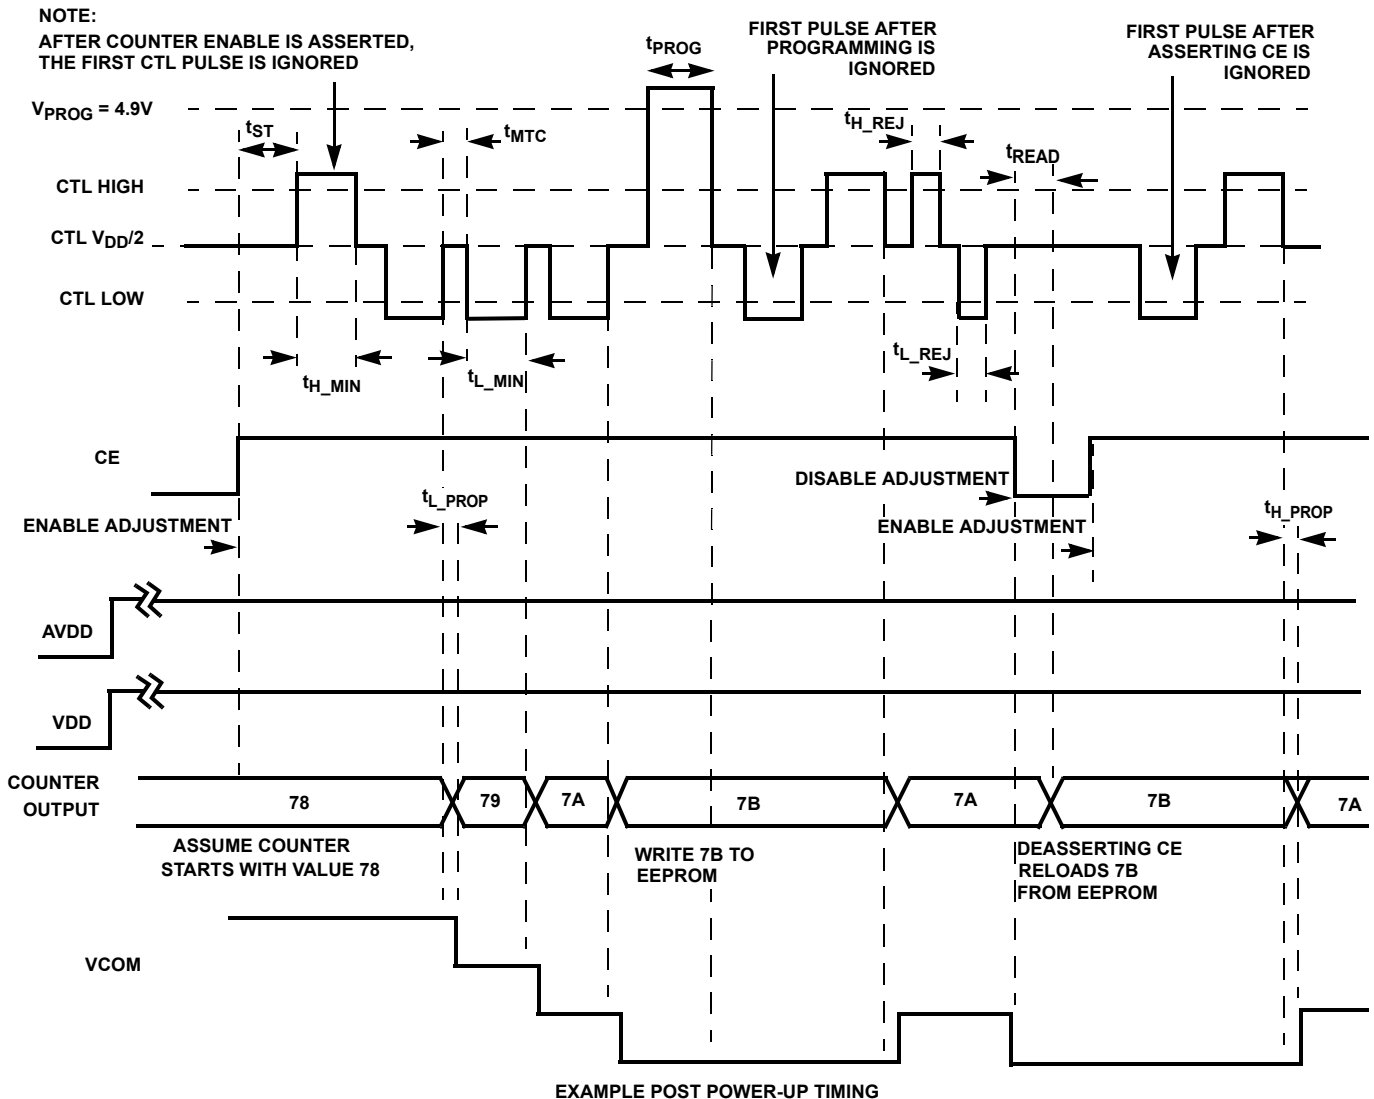 NOTE:
AFTER COUNTER ENABLE IS ASSERTED,
THE FIRST CTL PULSE IS IGNORED
tPROG
FIRST PULSE AFTER
PROGRAMMING IS
IGNORED
FIRST PULSE AFTER
ASSERTING CE IS
IGNORED
VPROG = 4.9V
tST
tMTC
tH_REJ
tREAD
CTL HIGH
CTL VDD/2
CTL LOW
tH_MIN
tL_MIN
tL_REJ
CE
DISABLE ADJUSTMENT
tL_PROP
tH_PROP
ENABLE ADJUSTMENT
ENABLE ADJUSTMENT
AVDD
VDD
COUNTER
OUTPUT
78
79
7A
7B
7A
7B
7A
ASSUME COUNTER
STARTS WITH VALUE 78
WRITE 7B TO
EEPROM
DEASSERTING CE
RELOADS 7B
FROM EEPROM
VCOM
EXAMPLE POST POWER-UP TIMING